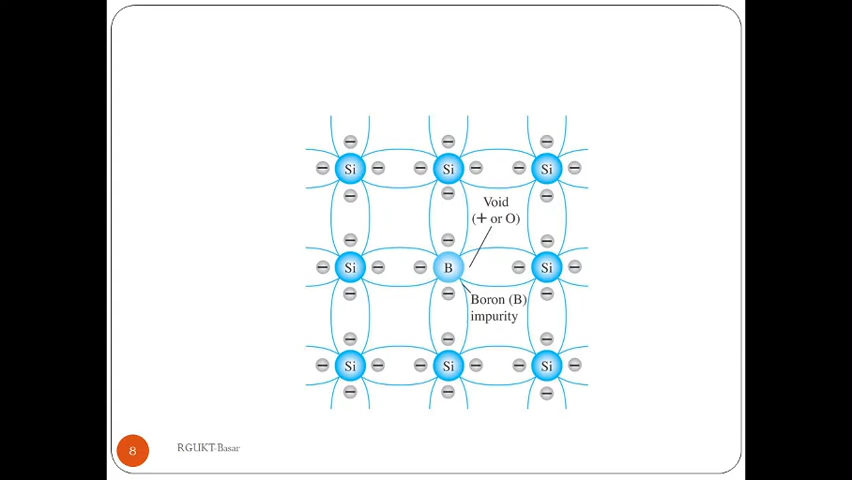 Si Si Si
Void
(+ or O)
Si B Si
Boron (B)
impurity
Si Si Si
8 RGUKT-Basar